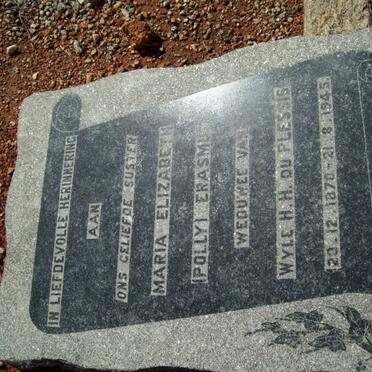 IN LIEFDEVOLLE HERINNERING
AAN
ONS GELIEFDE SUSTER
MARIA ELIZABETH
(POLLY) ERASMUS
WEDUWEE VAN
WYLE H. H. DU PLESSIS
23.12.1870 - 21.8.1945